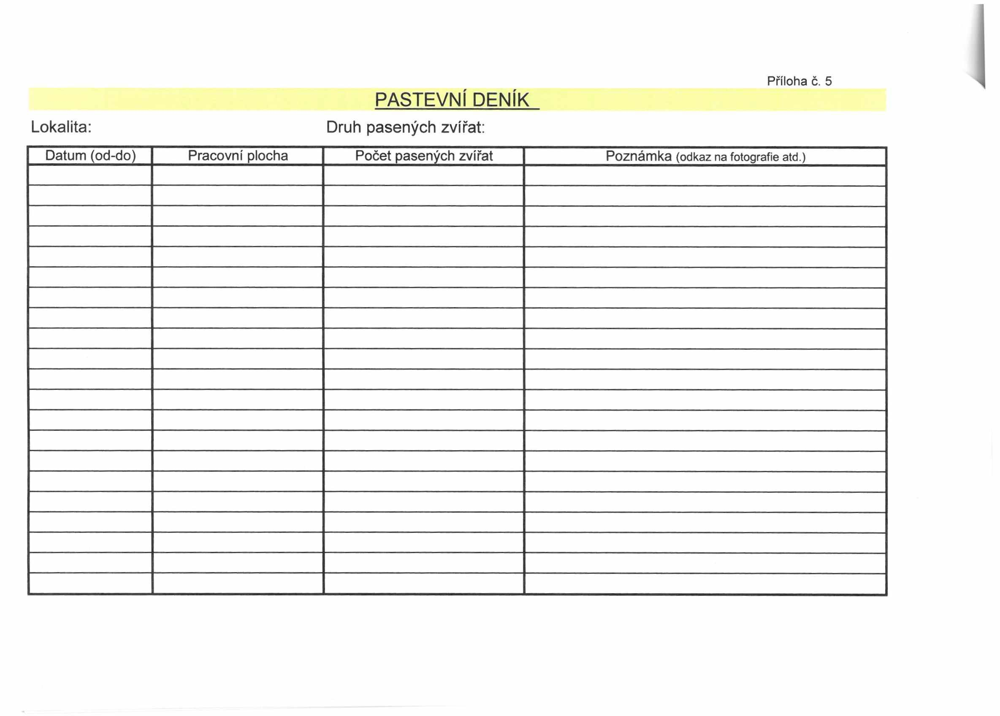 Příloha č. 5
PASTEVNÍ DENÍK
Lokalita: Druh pasených zvířat:
Datum (od-do) Pracovní plocha Počet pasených zvířat Poznámka (odkaz na fotografie atd.)